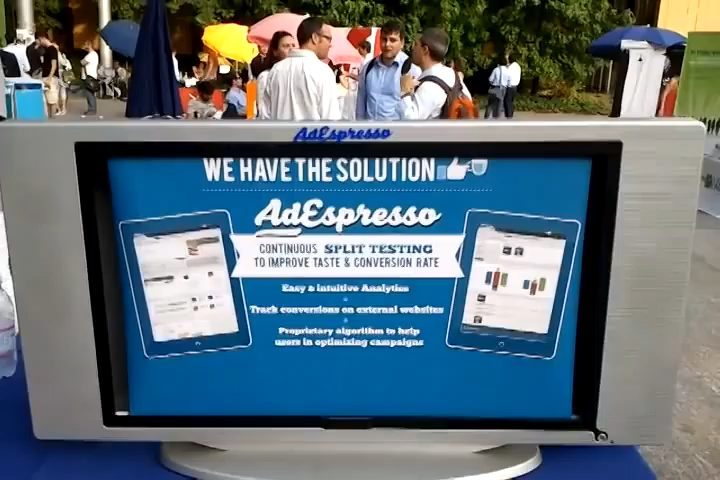 AdEspresso
WE HAVE THE SOLUTION
AdEspresso
CONTINUOUS SPLIT TESTING
TO IMPROVE TASTE & CONVERSION RATE
Easy & intuitive Analytics
Track conversions on external websites
Proprietary algorithm to help
users in optimizing campaigns